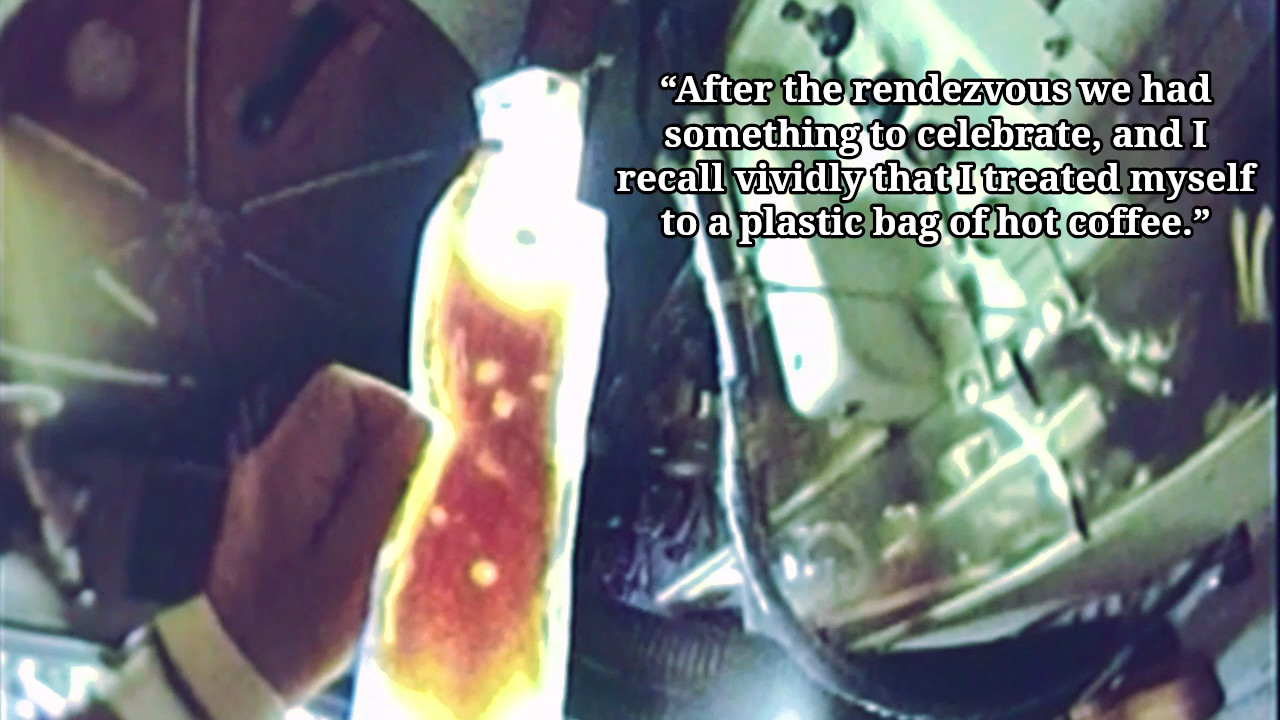 “After the rendezvous we had
something to celebrate, and I
recall vividly that I treated myself
to a plastic bag of hot coffee.”